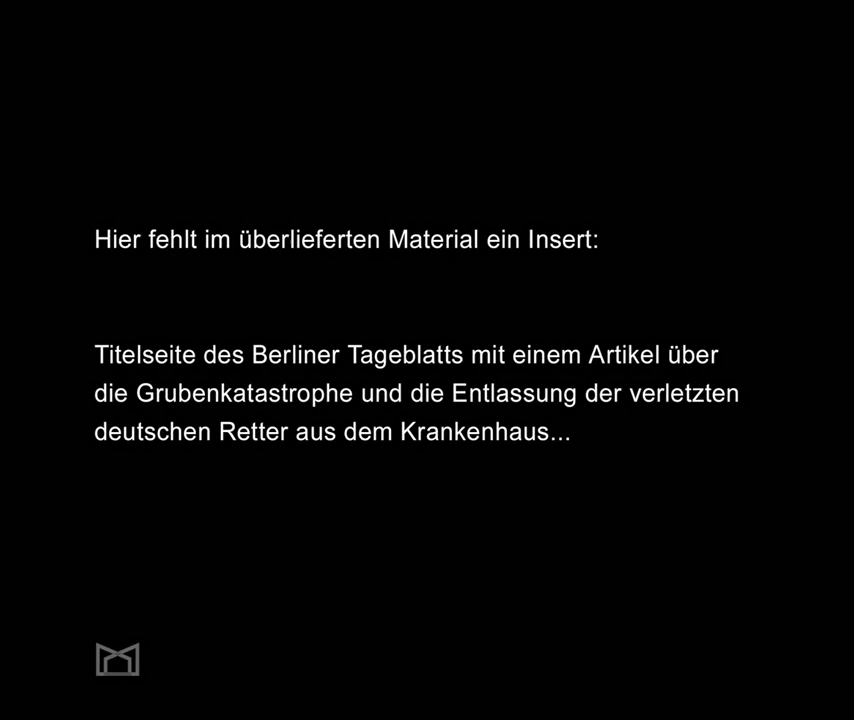 Hier fehlt im überlieferten Material ein Insert:
Titelseite des Berliner Tageblatts mit einem Artikel über
die Grubenkatastrophe und die Entlassung der verletzten
deutschen Retter aus dem Krankenhaus...